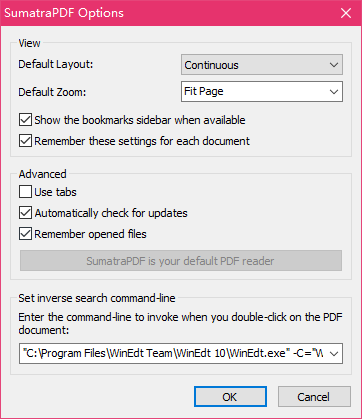 SumatraPDF Options
View
Default Layout: Continuous
Default Zoom: Fit Page
Show the bookmarks sidebar when available
Remember these settings for each document
Advanced
Use tabs
Automatically check for updates
Remember opened files
SumatraPDF is your default PDF reader
Set inverse search command-line
Enter the command-line to invoke when you double-click on the PDF
document:
"C:\Program Files\WinEdt Team\WinEdt 10\WinEdt.exe" -C="W
OK Cancel